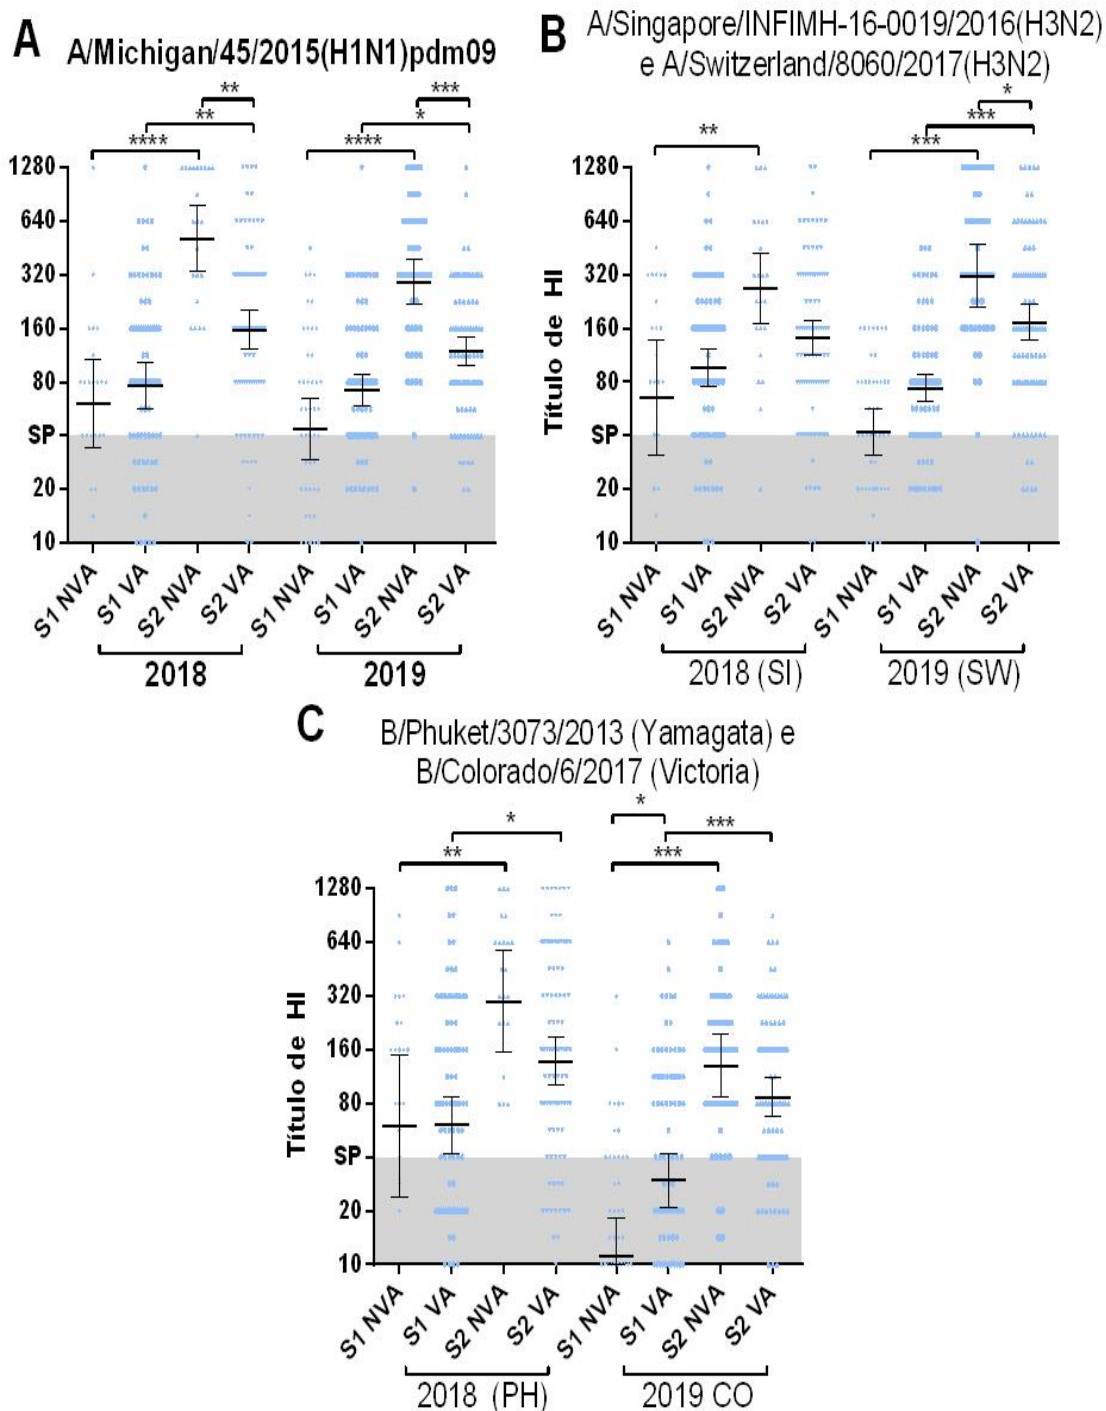 A
A/Michigan/45/2015(H1N1)pdm09
**
***
**
*
****
****
1280
640
320
160
80
SP
20
10
S1 NVA
S1 VA
S2 NVA
S2 VA
S1 NVA
S1 VA
S2 NVA
S2 VA
2018
2019
B
A/Singapore/INFIMH-16-0019/2016(H3N2)
e A/Switzerland/8060/2017(H3N2)
*
***
**
***
Título de HI
1280
640
320
160
80
SP
20
10
S1 NVA
S1 VA
S2 NVA
S2 VA
S1 NVA
S1 VA
S2 NVA
S2 VA
2018 (SI)
2019 (SW)
C
B/Phuket/3073/2013 (Yamagata) e
B/Colorado/6/2017 (Victoria)
*
*
***
**
***
Título de HI
1280
640
320
160
80
SP
20
10
S1 NVA
S1 VA
S2 NVA
S2 VA
S1 NVA
S1 VA
S2 NVA
S2 VA
2018 (PH)
2019 CO